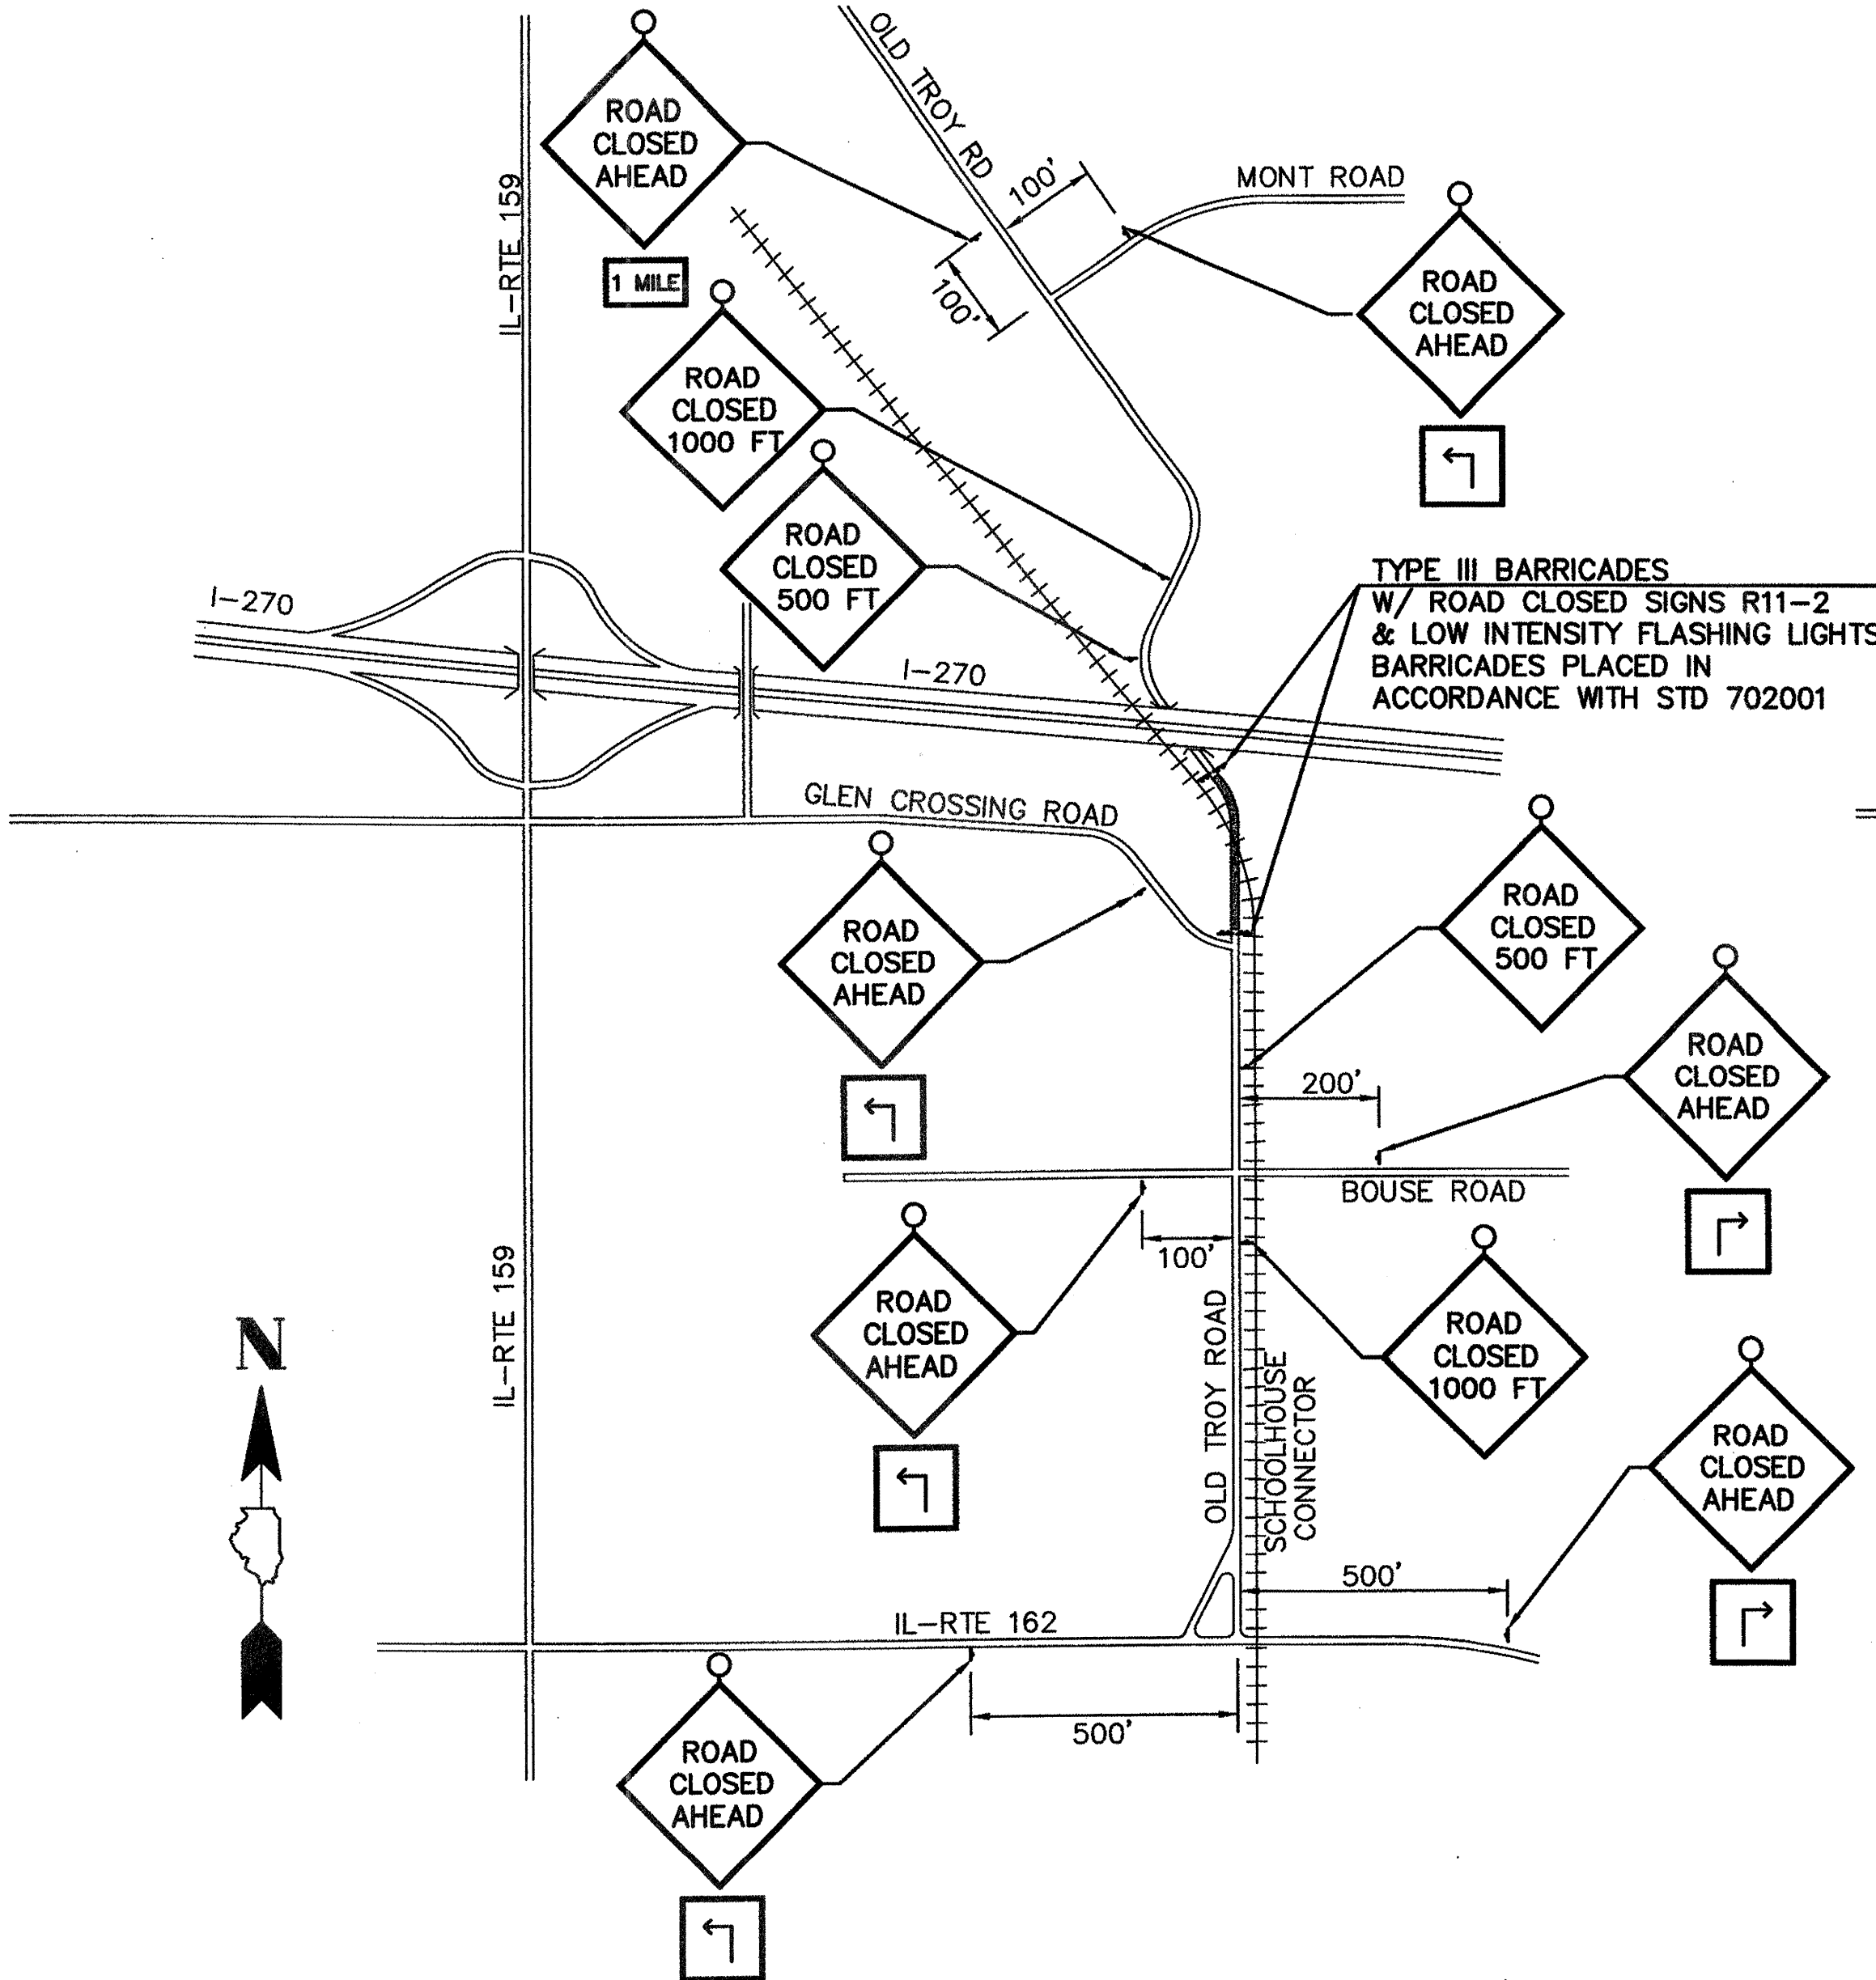 OLD TROY RD
ROAD
CLOSED
AHEAD
1 MILE
IL-RTE 159
100'
MONT ROAD
100'
ROAD
CLOSED
AHEAD
ROAD
CLOSED
1000 FT
ROAD
CLOSED
500 FT
TYPE III BARRICADES
W/ ROAD CLOSED SIGNS R11-2
& LOW INTENSITY FLASHING LIGHTS
BARRICADES PLACED IN
ACCORDANCE WITH STD 702001
I-270
I-270
GLEN CROSSING ROAD
ROAD
CLOSED
AHEAD
ROAD
CLOSED
500 FT
ROAD
CLOSED
AHEAD
200'
BOUSE ROAD
100'
ROAD
CLOSED
AHEAD
IL-RTE 159
N
OLD TROY ROAD
SCHOOLHOUSE
CONNECTOR
ROAD
CLOSED
1000 FT
ROAD
CLOSED
AHEAD
500'
IL-RTE 162
500'
ROAD
CLOSED
AHEAD